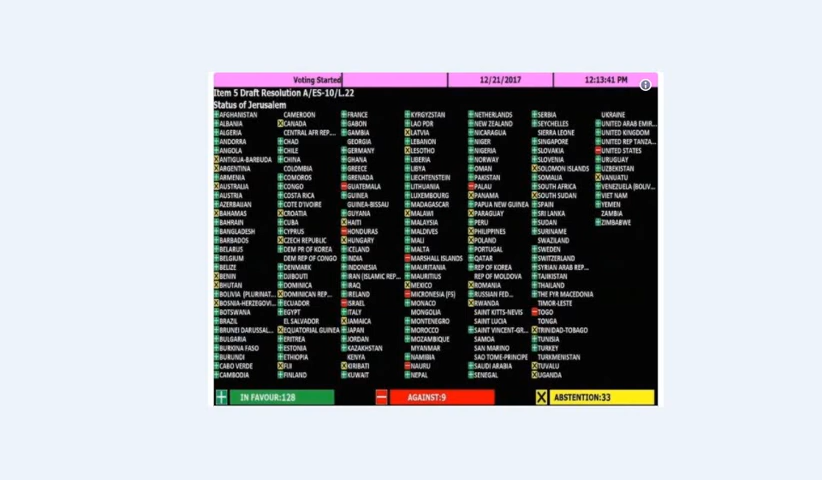 Voting Started
12/21/2017
12:13:41 PM
Item 5 Draft Resolution A/ES-10/L.22
Status of Jerusalem
AFGHANISTAN
ALBANIA
ALGERIA
ANDORRA
ANGOLA
ANTIGUA-BARBUDA
ARGENTINA
ARMENIA
AUSTRALIA
AUSTRIA
AZERBAIJAN
BAHAMAS
BAHRAIN
BANGLADESH
BARBADOS
BELARUS
BELGIUM
BELIZE
BENIN
BHUTAN
BOLIVIA (PLURINAT...
BOSNIA-HERZEGOVI...
BOTSWANA
BRAZIL
BRUNEI DARUSSAL...
BULGARIA
BURKINA FASO
BURUNDI
CABO VERDE
CAMBODIA
CAMEROON
CANADA
CENTRAL AFR REP...
CHAD
CHILE
CHINA
COLOMBIA
COMOROS
CONGO
COSTA RICA
COTE D'IVOIRE
CROATIA
CUBA
CYPRUS
CZECH REPUBLIC
DEM PR OF KOREA
DEM REP OF CONGO
DENMARK
DJIBOUTI
DOMINICA
DOMINICAN REP...
ECUADOR
EGYPT
EL SALVADOR
EQUATORIAL GUINEA
ERITREA
ESTONIA
ETHIOPIA
FIJI
FINLAND
FRANCE
GABON
GAMBIA
GEORGIA
GERMANY
GHANA
GREECE
GRENADA
GUATEMALA
GUINEA
GUINEA-BISSAU
GUYANA
HAITI
HONDURAS
HUNGARY
ICELAND
INDIA
INDONESIA
IRAN (ISLAMIC REP...
IRAQ
IRELAND
ISRAEL
ITALY
JAMAICA
JAPAN
JORDAN
KAZAKHSTAN
KENYA
KIRIBATI
KUWAIT
KYRGYZSTAN
LAO PDR
LATVIA
LEBANON
LESOTHO
LIBERIA
LIBYA
LIECHTENSTEIN
LITHUANIA
LUXEMBOURG
MADAGASCAR
MALAWI
MALAYSIA
MALDIVES
MALI
MALTA
MARSHALL ISLANDS
MAURITANIA
MAURITIUS
MEXICO
MICRONESIA (FS)
MONACO
MONGOLIA
MONTENEGRO
MOROCCO
MOZAMBIQUE
MYANMAR
NAMIBIA
NAURU
NEPAL
NETHERLANDS
NEW ZEALAND
NICARAGUA
NIGER
NIGERIA
NORWAY
OMAN
PAKISTAN
PALAU
PANAMA
PAPUA NEW GUINEA
PARAGUAY
PERU
PHILIPPINES
POLAND
PORTUGAL
QATAR
REP OF KOREA
REP OF MOLDOVA
ROMANIA
RUSSIAN FED...
RWANDA
SAINT KITTS-NEVIS
SAINT LUCIA
SAINT VINCENT-GR...
SAMOA
SAN MARINO
SAO TOME-PRINCIPE
SAUDI ARABIA
SENEGAL
SERBIA
SEYCHELLES
SIERRA LEONE
SINGAPORE
SLOVAKIA
SLOVENIA
SOLOMON ISLANDS
SOMALIA
SOUTH AFRICA
SOUTH SUDAN
SPAIN
SRI LANKA
SUDAN
SURINAME
SWAZILAND
SWEDEN
SWITZERLAND
SYRIAN ARAB REP...
TAJIKISTAN
THAILAND
THE FYR MACEDONIA
TIMOR-LESTE
TOGO
TONGA
TRINIDAD-TOBAGO
TUNISIA
TURKEY
TURKMENISTAN
TUVALU
UGANDA
UKRAINE
UNITED ARAB EMIR...
UNITED KINGDOM
UNITED REP TANZA...
UNITED STATES
URUGUAY
UZBEKISTAN
VANUATU
VENEZUELA (BOLIV...
VIET NAM
YEMEN
ZAMBIA
ZIMBABWE
IN FAVOUR:128
AGAINST:9
ABSTENTION:33